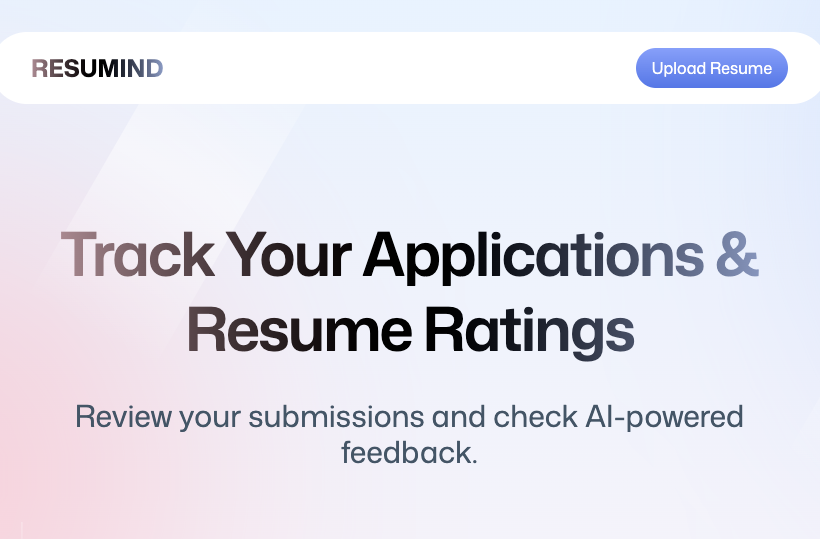 RESUMIND
Upload Resume
Track Your Applications &
Resume Ratings
Review your submissions and check AI-powered
feedback.